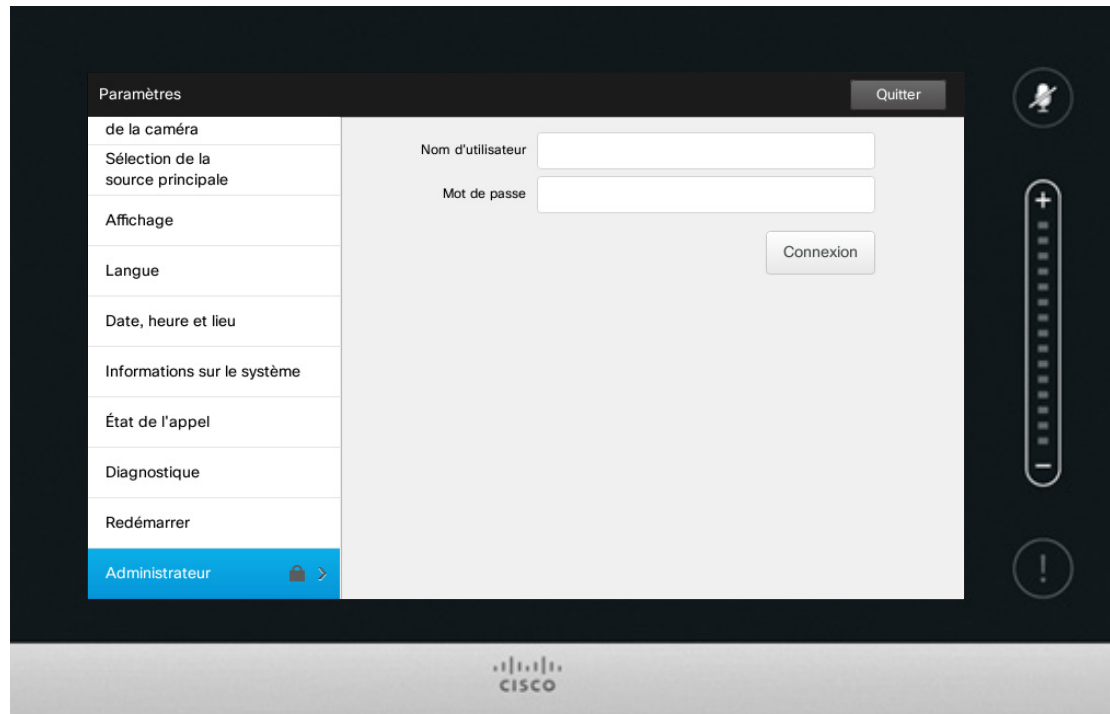 Paramètres
Quitter
de la caméra
Sélection de la
source principale
Affichage
Langue
Date, heure et lieu
Informations sur le système
État de l'appel
Diagnostique
Redémarrer
Administrateur
Nom d'utilisateur
Mot de passe
Connexion
+
−
!
CISCO